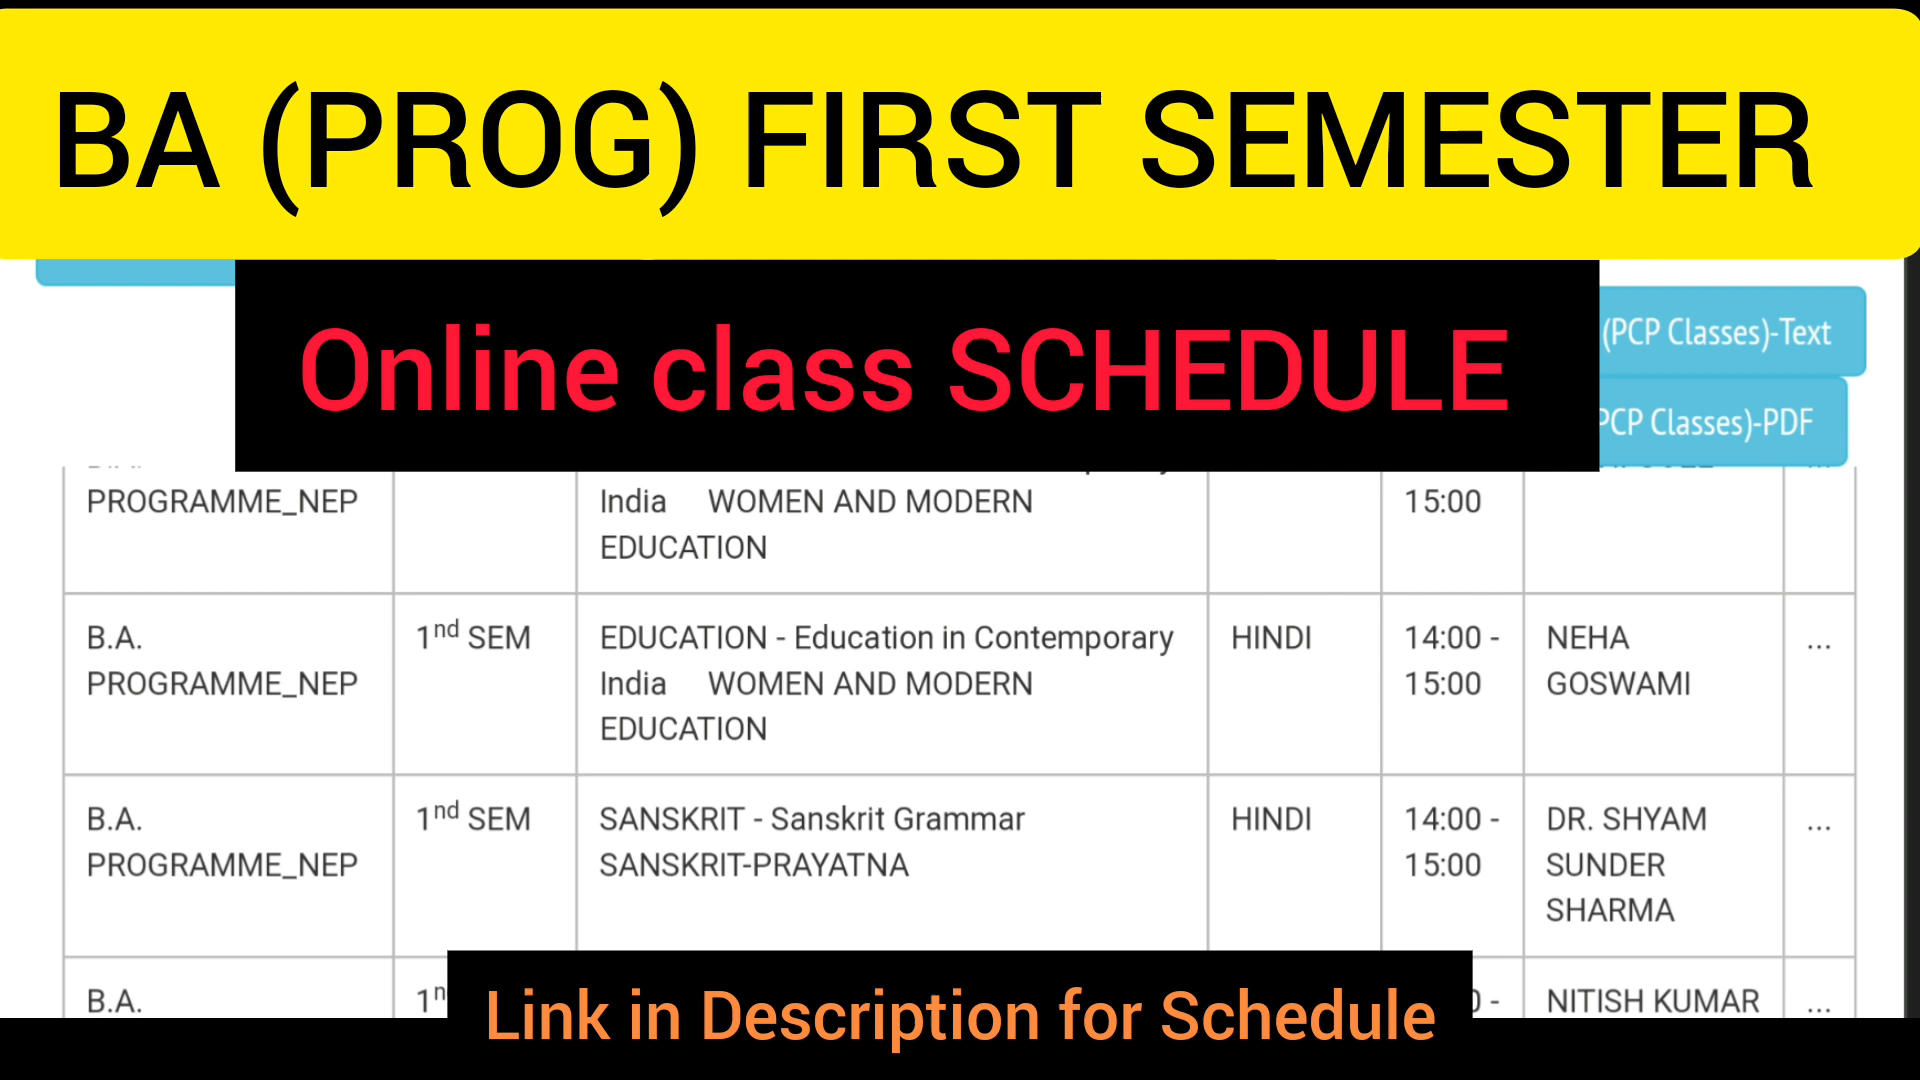 BA (PROG) FIRST SEMESTER
Online class SCHEDULE
(PCP Classes)-Text
PCP Classes)-PDF
PROGRAMME_NEP
India WOMEN AND MODERN
EDUCATION
15:00
B.A.
PROGRAMME_NEP
1nd SEM
EDUCATION - Education in Contemporary
India WOMEN AND MODERN
EDUCATION
HINDI
14:00 -
15:00
NEHA
GOSWAMI
...
B.A.
PROGRAMME_NEP
1nd SEM
SANSKRIT - Sanskrit Grammar
SANSKRIT-PRAYATNA
HINDI
14:00 -
15:00
DR. SHYAM
SUNDER
SHARMA
...
B.A.
NITISH KUMAR
...
Link in Description for Schedule